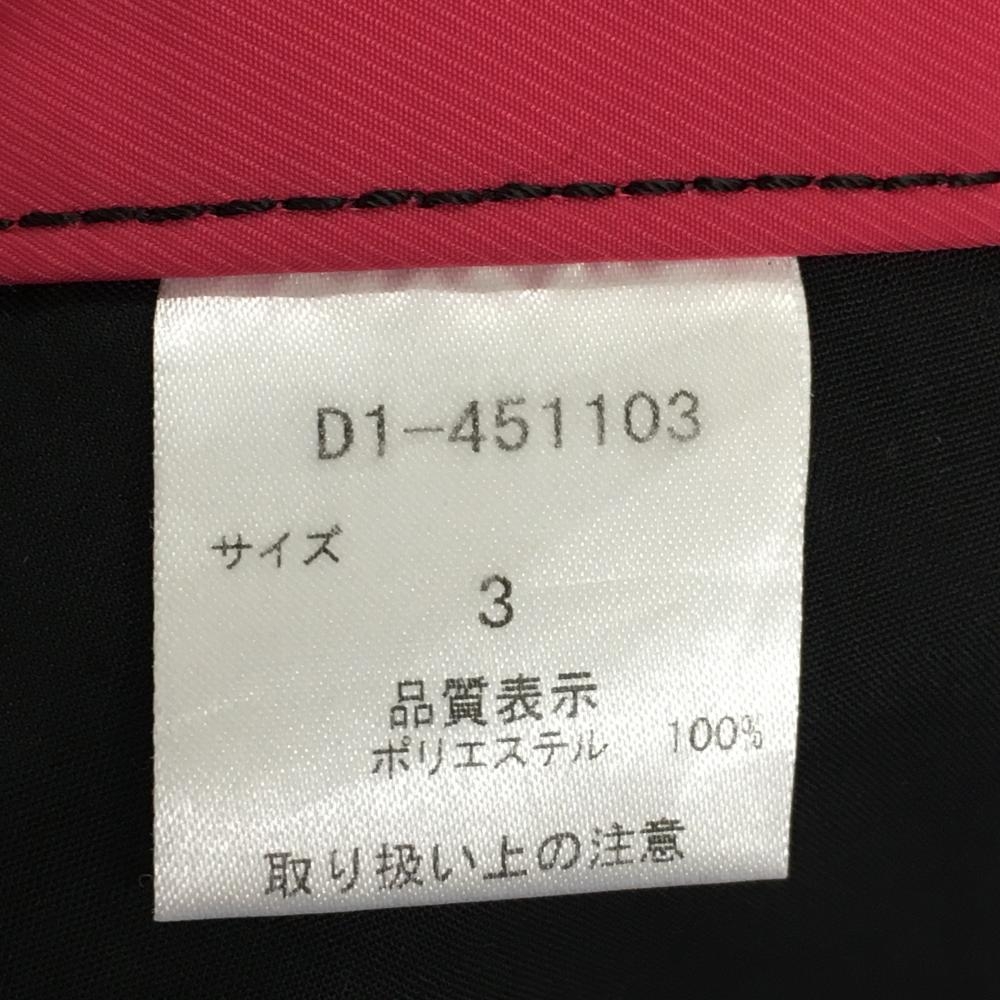 D1-451103
サイズ
3
品質表示
ポリエステル 100%
取り扱い上の注意